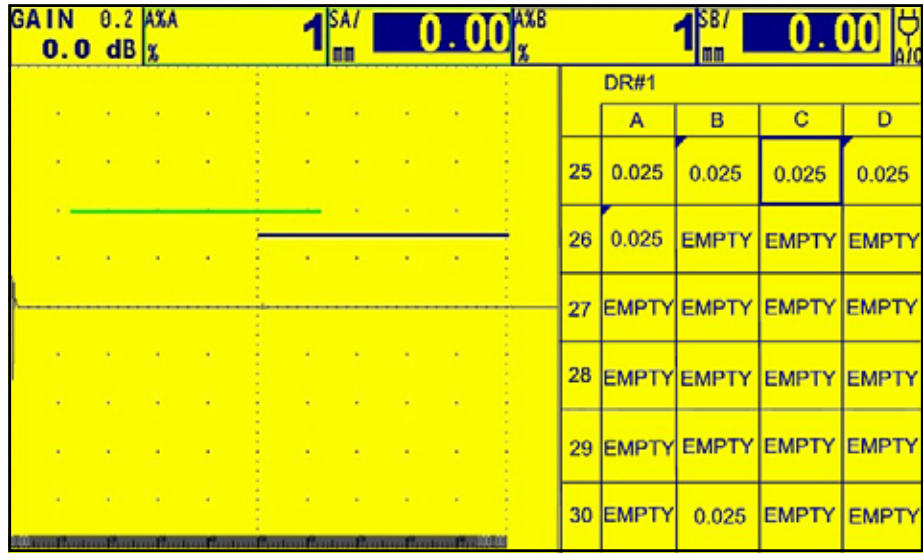 GAIN 0.2 A%A SA/ A%B SB/
0.0 dB % 1 mm 0.00 % 1 mm 0.00 A/C
DR#1
A B C D
25 0.025 0.025 0.025 0.025
26 0.025 EMPTY EMPTY EMPTY
27 EMPTY EMPTY EMPTY EMPTY
28 EMPTY EMPTY EMPTY EMPTY
29 EMPTY EMPTY EMPTY EMPTY
30 EMPTY 0.025 EMPTY EMPTY